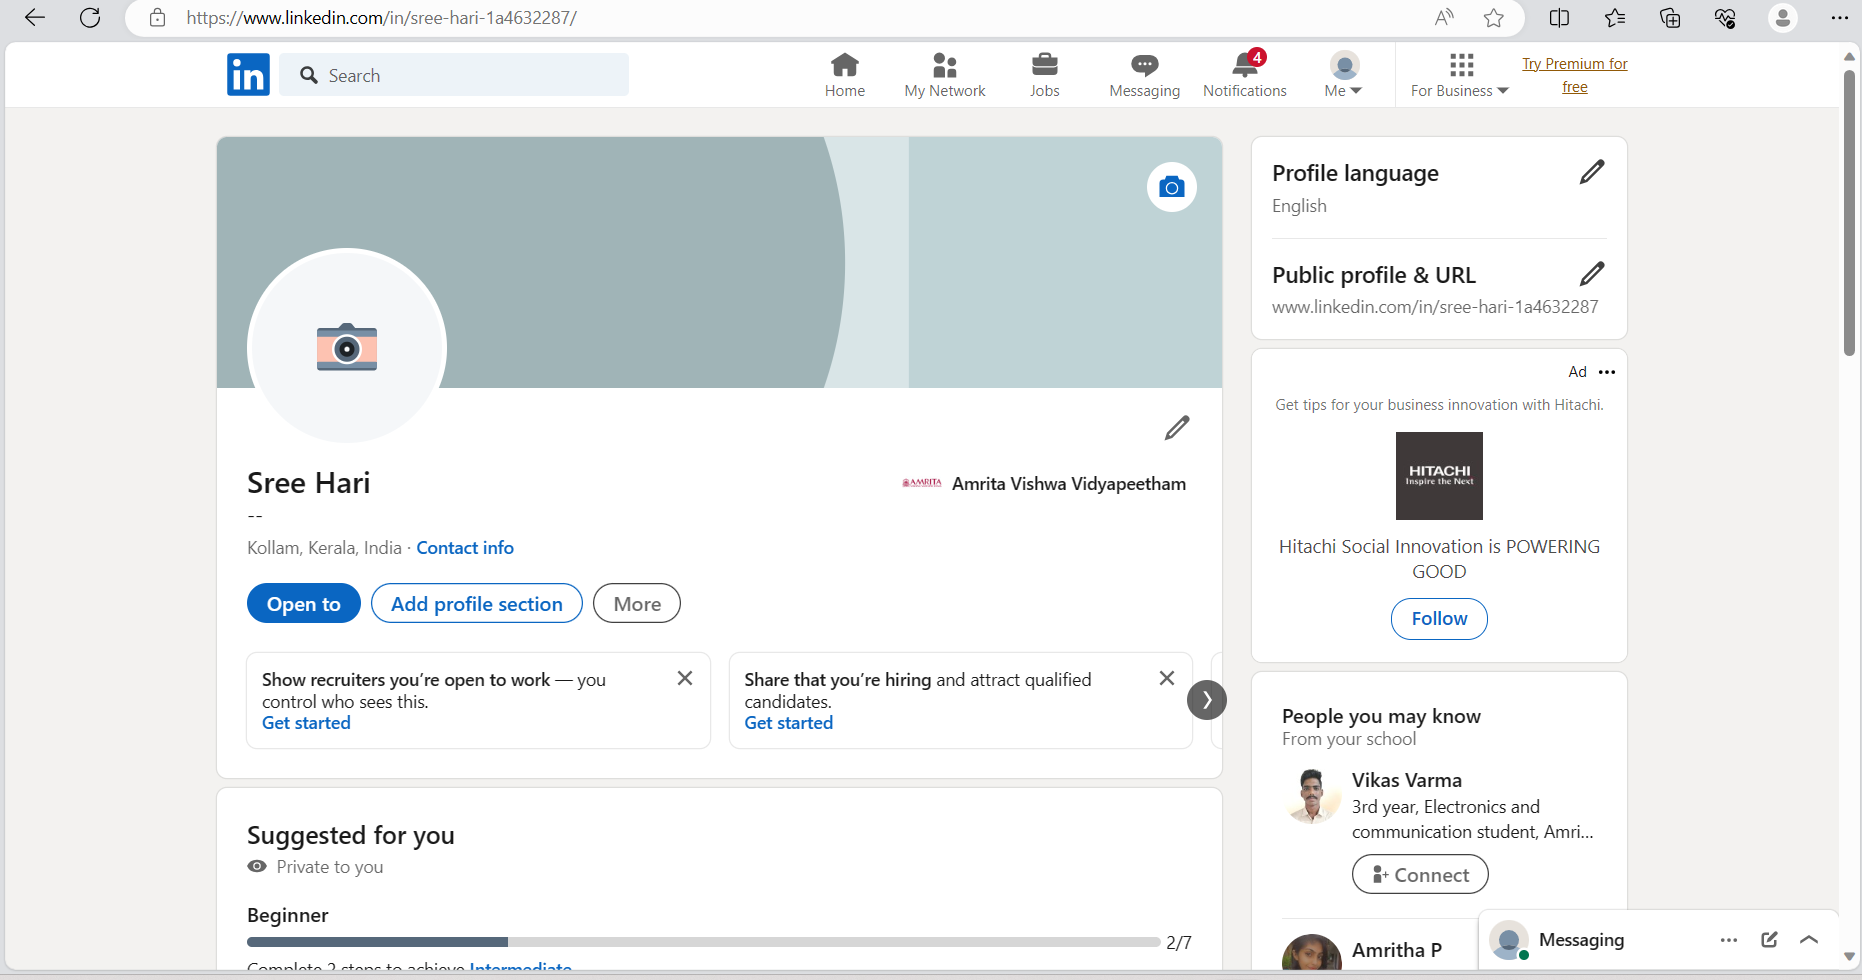 https://www.linkedin.com/in/sree-hari-1a4632287/
in
Search
Home
My Network
Jobs
Messaging
4
Notifications
Me
For Business
Try Premium for
free
Sree Hari
--
Kollam, Kerala, India · Contact info
AMRITA
Amrita Vishwa Vidyapeetham
Open to
Add profile section
More
Show recruiters you’re open to work — you
control who sees this.
Get started
Share that you’re hiring and attract qualified
candidates.
Get started
Suggested for you
Private to you
Beginner
2/7
Complete 2 steps to achieve Intermediate
Profile language
English
Public profile & URL
www.linkedin.com/in/sree-hari-1a4632287
Ad
Get tips for your business innovation with Hitachi.
HITACHI
Inspire the Next
Hitachi Social Innovation is POWERING
GOOD
Follow
People you may know
From your school
Vikas Varma
3rd year, Electronics and
communication student, Amri...
Connect
Amritha P
Messaging